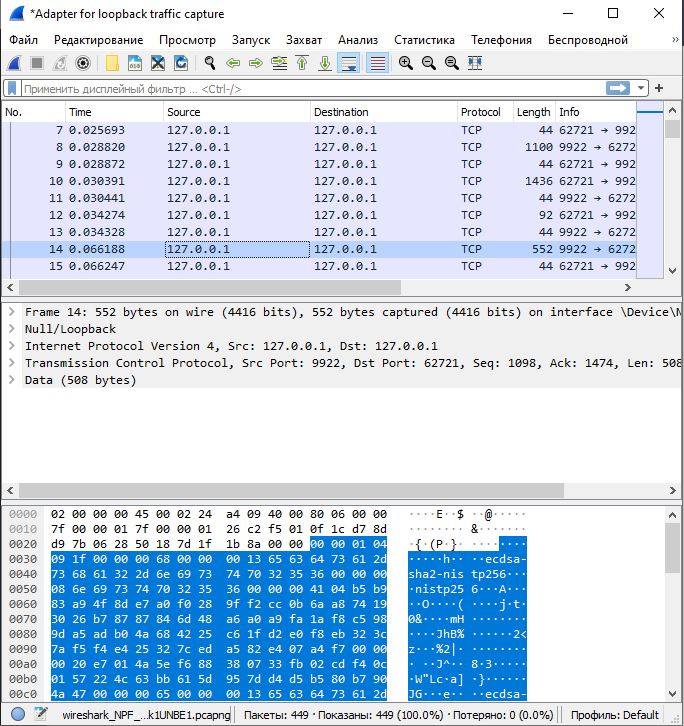 *Adapter for loopback traffic capture
Файл Редактирование Просмотр Запуск Захват Анализ Статистика Телефония Беспроводной »
Применить дисплейный фильтр ... <Ctrl-/>
No. Time Source Destination Protocol Length Info
7 0.025693 127.0.0.1 127.0.0.1 TCP 44 62721 → 992
8 0.028820 127.0.0.1 127.0.0.1 TCP 1100 9922 → 6272
9 0.028872 127.0.0.1 127.0.0.1 TCP 44 62721 → 992
10 0.030391 127.0.0.1 127.0.0.1 TCP 1436 62721 → 992
11 0.030441 127.0.0.1 127.0.0.1 TCP 44 9922 → 6272
12 0.034274 127.0.0.1 127.0.0.1 TCP 92 62721 → 992
13 0.034328 127.0.0.1 127.0.0.1 TCP 44 9922 → 6272
14 0.066188 127.0.0.1 127.0.0.1 TCP 552 9922 → 6272
15 0.066247 127.0.0.1 127.0.0.1 TCP 44 62721 → 992
Frame 14: 552 bytes on wire (4416 bits), 552 bytes captured (4416 bits) on interface \Device\N
Null/Loopback
Internet Protocol Version 4, Src: 127.0.0.1, Dst: 127.0.0.1
Transmission Control Protocol, Src Port: 9922, Dst Port: 62721, Seq: 1098, Ack: 1474, Len: 508
Data (508 bytes)
0000 02 00 00 00 45 00 02 24 a4 09 40 00 80 06 00 00 ····E··$ ··@·····
0010 7f 00 00 01 7f 00 00 01 26 c2 f5 01 0f 1c d7 8d ········ &·······
0020 d9 7b 06 28 50 18 7d 1f 1b 8a 00 00 00 00 01 04 ·{·(P·}· ········
0030 09 1f 00 00 00 68 00 00 00 13 65 63 64 73 61 2d ·····h·· ··ecdsa-
0040 73 68 61 32 2d 6e 69 73 74 70 32 35 36 00 00 00 sha2-nis tp256···
0050 08 6e 69 73 74 70 32 35 36 00 00 00 41 04 b5 b9 ·nistp25 6···A···
0060 83 a9 4f 8d e7 a0 f0 28 9f f2 cc 0b 6a a8 74 19 ··O····( ····j·t·
0070 30 26 b7 87 87 84 6d 48 a6 a0 a9 fa 1a f8 c5 98 0&····mH ········
0080 9d a5 ad b0 4a 68 42 25 c6 1f d2 e0 f8 eb 32 3c ····JhB% ······2<
0090 7a f5 f4 e4 25 32 7c ed a5 82 e4 07 a4 f7 00 00 z···%2|· ········
00a0 00 20 e7 01 4a 5e f6 88 38 07 33 fb 02 cd f4 0c · ··J^·· 8·3·····
00b0 01 57 22 4c 63 bb 61 5d 95 7d d4 d5 b5 80 b7 90 ·W"Lc·a] ·}······
00c0 4a 47 00 00 00 65 00 00 00 13 65 63 64 73 61 2d JG···e·· ··ecdsa-
wireshark_NPF_...k1UNBE1.pcapng Пакеты: 449 · Показаны: 449 (100.0%) · Потеряно: 0 (0.0%) Профиль: Default